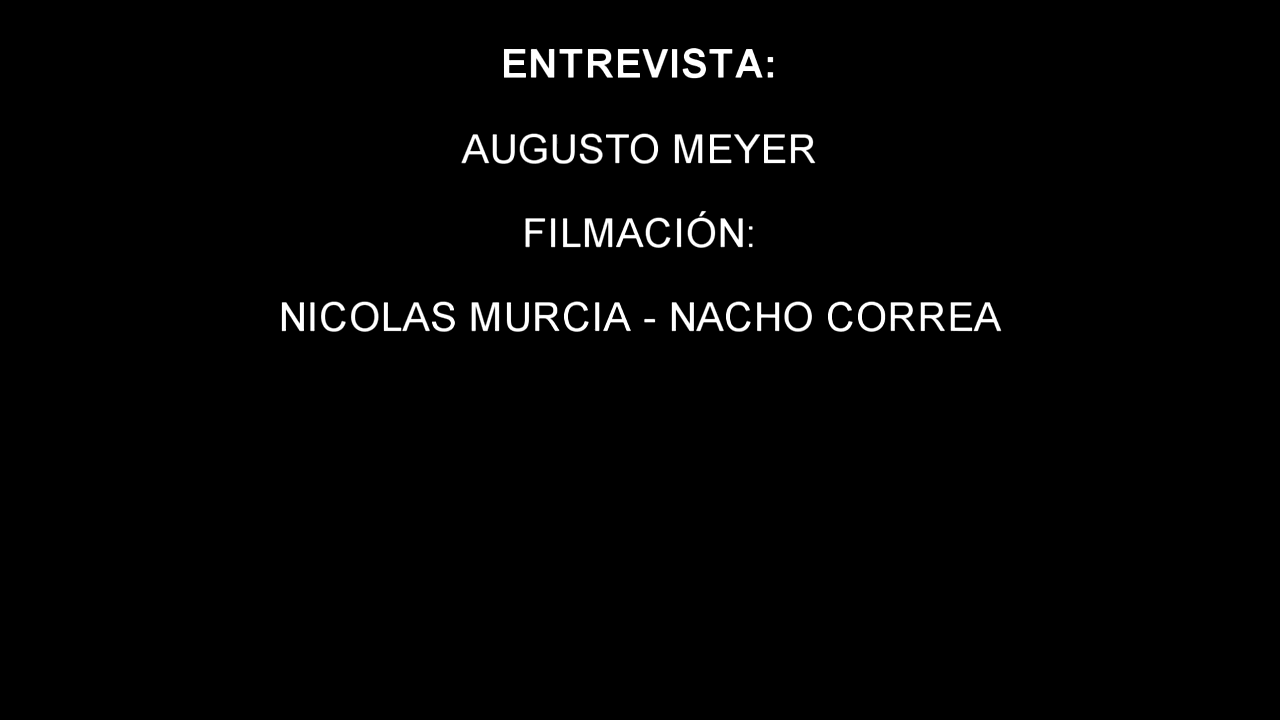 ENTREVISTA:
AUGUSTO MEYER
FILMACIÓN:
NICOLAS MURCIA - NACHO CORREA